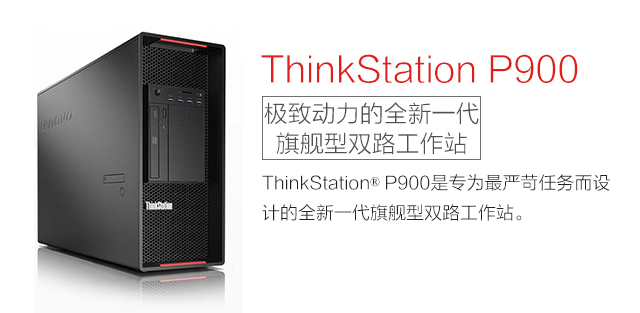 ThinkStation P900
极致动力的全新一代
旗舰型双路工作站
ThinkStation® P900是专为最严苛任务而设
计的全新一代旗舰型双路工作站。
lenovo
ThinkStation